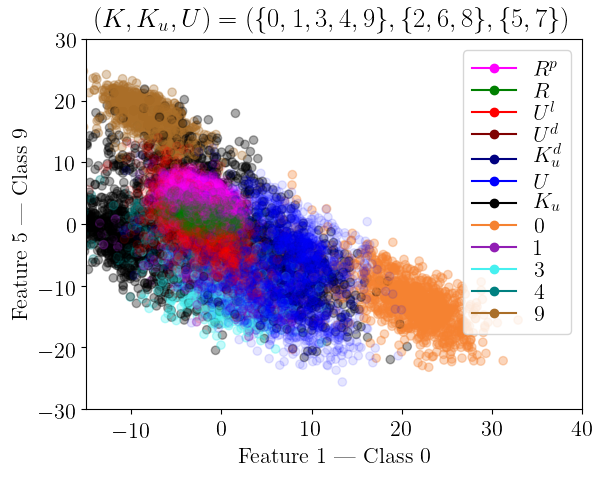 (K, K_u, U) = ({0, 1, 3, 4, 9}, {2, 6, 8}, {5, 7})
30
20
10
0
−10
−20
−30
Feature 5 — Class 9
R^p
R
U^l
U^d
K_u^d
U
K_u
0
1
3
4
9
−10
0
10
20
30
40
Feature 1 — Class 0